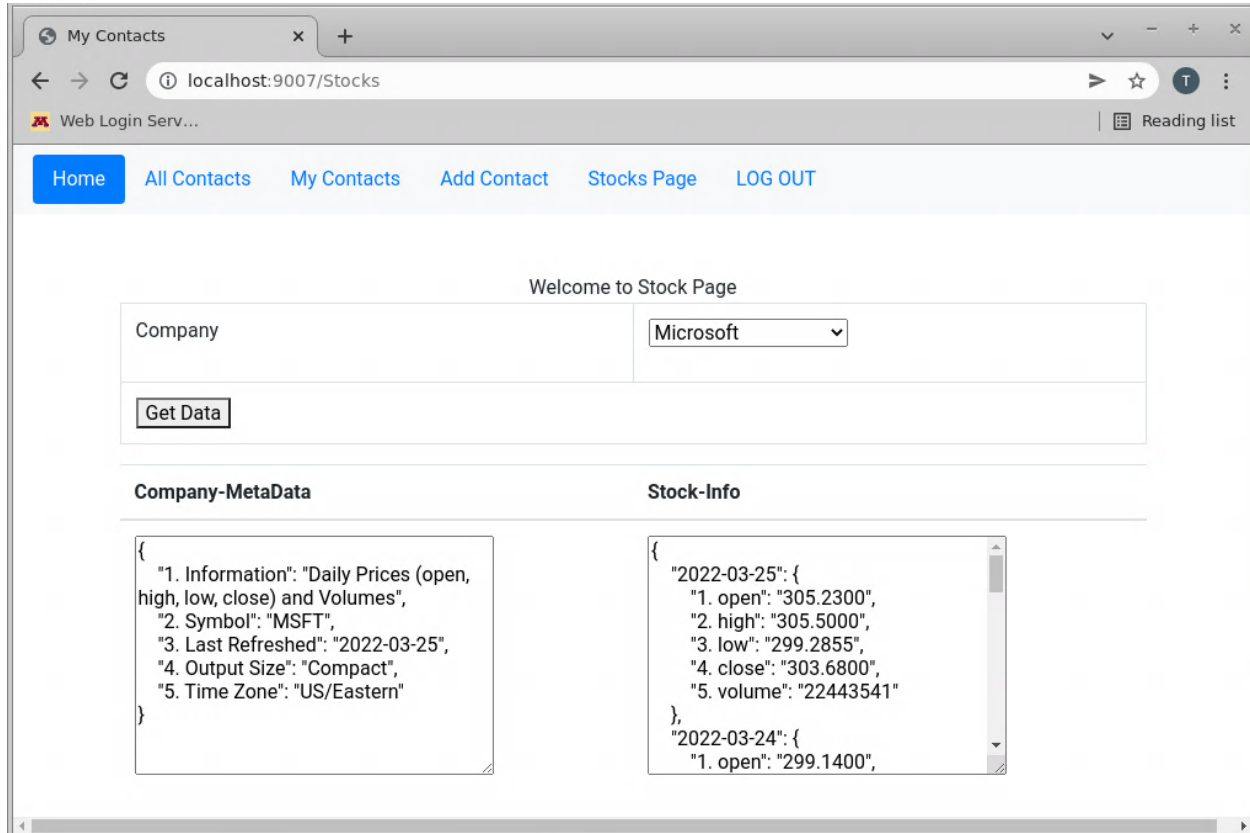 My Contacts
localhost:9007/Stocks
T
Web Login Serv...
Reading list
Home All Contacts My Contacts Add Contact Stocks Page LOG OUT
Welcome to Stock Page
Company
Microsoft
Get Data
Company-MetaData
Stock-Info
{
"1. Information": "Daily Prices (open,
high, low, close) and Volumes",
"2. Symbol": "MSFT",
"3. Last Refreshed": "2022-03-25",
"4. Output Size": "Compact",
"5. Time Zone": "US/Eastern"
}
{
"2022-03-25": {
"1. open": "305.2300",
"2. high": "305.5000",
"3. low": "299.2855",
"4. close": "303.6800",
"5. volume": "22443541"
},
"2022-03-24": {
"1. open": "299.1400",